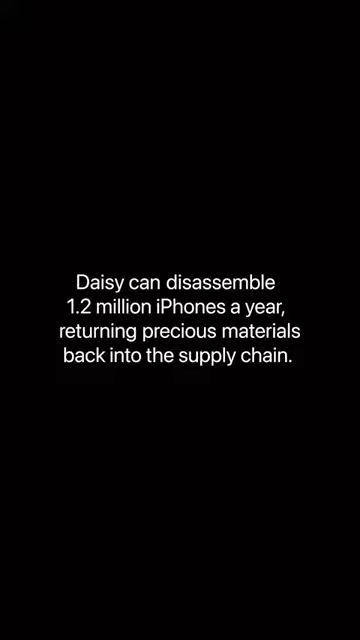 Daisy can disassemble
1.2 million iPhones a year,
returning precious materials
back into the supply chain.